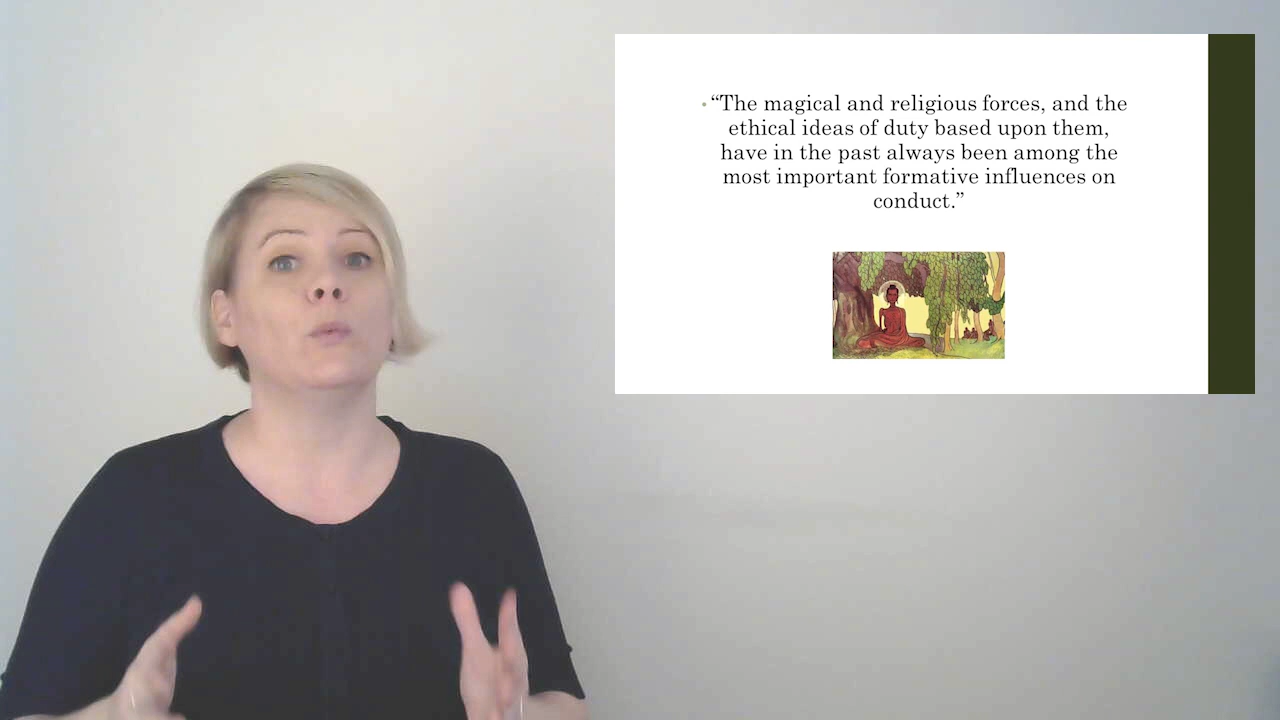 “The magical and religious forces, and the
ethical ideas of duty based upon them,
have in the past always been among the
most important formative influences on
conduct.”